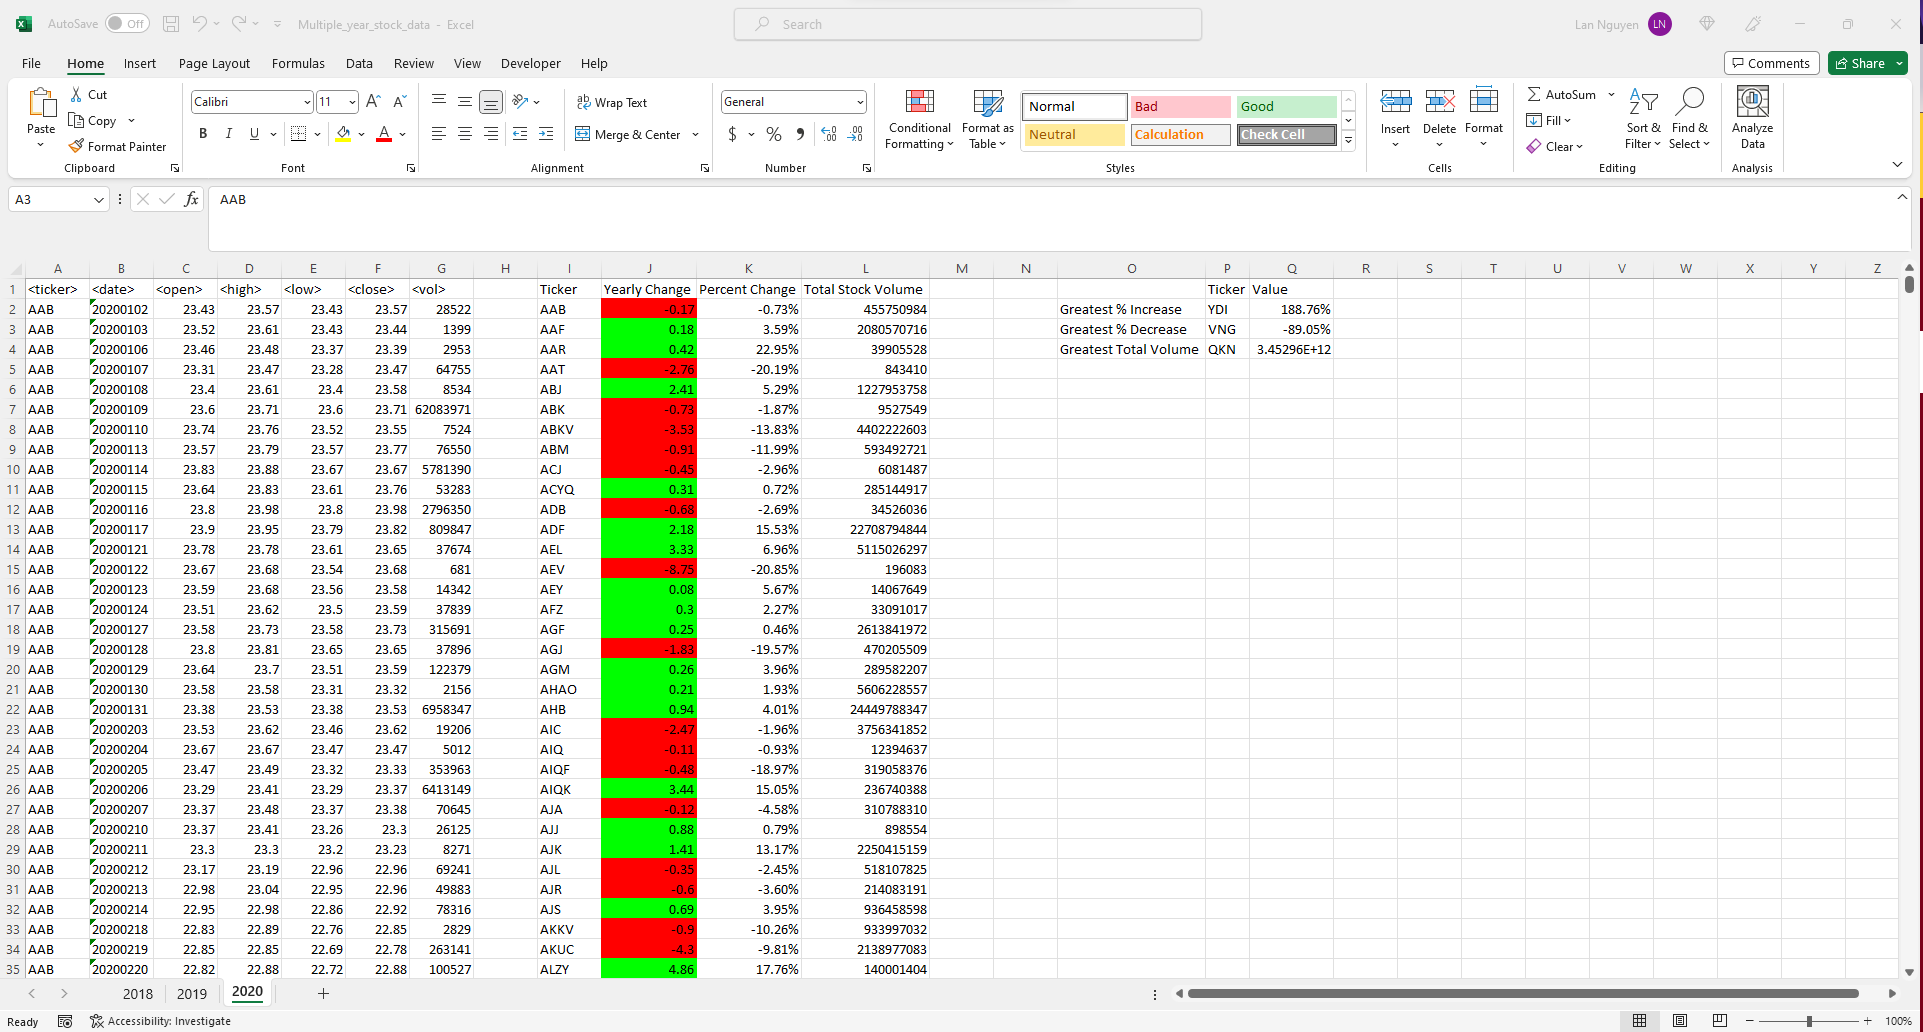 AutoSave Off Multiple_year_stock_data - Excel Search Lan Nguyen LN
File Home Insert Page Layout Formulas Data Review View Developer Help Comments Share
Paste Cut Copy Format Painter Clipboard
Calibri 11 B I U Font
Wrap Text Merge & Center Alignment
General $ % Number
Conditional Formatting Format as Table
Normal Bad Good
Neutral Calculation Check Cell
Styles
Insert Delete Format Cells
AutoSum Fill Clear Sort & Filter Find & Select Editing
Analyze Data Analysis
A3 fx AAB
A B C D E F G H I J K L M N O P Q R S T U V W X Y Z
1 <ticker> <date> <open> <high> <low> <close> <vol> Ticker Yearly Change Percent Change Total Stock Volume Ticker Value
2 AAB 20200102 23.43 23.57 23.43 23.57 28522 AAB -0.17 -0.73% 455750984 Greatest % Increase YDI 188.76%
3 AAB 20200103 23.52 23.61 23.43 23.44 1399 AAF 0.18 3.59% 2080570716 Greatest % Decrease VNG -89.05%
4 AAB 20200106 23.46 23.48 23.37 23.39 2953 AAR 0.42 22.95% 39905528 Greatest Total Volume QKN 3.45296E+12
5 AAB 20200107 23.31 23.47 23.28 23.47 64755 AAT -2.76 -20.19% 843410
6 AAB 20200108 23.4 23.61 23.4 23.58 8534 ABJ 2.41 5.29% 1227953758
7 AAB 20200109 23.6 23.71 23.6 23.71 62083971 ABK -0.73 -1.87% 9527549
8 AAB 20200110 23.74 23.76 23.52 23.55 7524 ABKV -3.53 -13.83% 4402222603
9 AAB 20200113 23.57 23.79 23.57 23.77 76550 ABM -0.91 -11.99% 593492721
10 AAB 20200114 23.83 23.88 23.67 23.67 5781390 ACJ -0.45 -2.96% 6081487
11 AAB 20200115 23.64 23.83 23.61 23.76 53283 ACYQ 0.31 0.72% 285144917
12 AAB 20200116 23.8 23.98 23.8 23.98 2796350 ADB -0.68 -2.69% 34526036
13 AAB 20200117 23.9 23.95 23.79 23.82 809847 ADF 2.18 15.53% 22708794844
14 AAB 20200121 23.78 23.78 23.61 23.65 37674 AEL 3.33 6.96% 5115026297
15 AAB 20200122 23.67 23.68 23.54 23.68 681 AEV -8.75 -20.85% 196083
16 AAB 20200123 23.59 23.68 23.56 23.58 14342 AEY 0.08 5.67% 14067649
17 AAB 20200124 23.51 23.62 23.5 23.59 37839 AFZ 0.3 2.27% 33091017
18 AAB 20200127 23.58 23.73 23.58 23.73 315691 AGF 0.25 0.46% 2613841972
19 AAB 20200128 23.8 23.81 23.65 23.65 37896 AGJ -1.83 -19.57% 470205509
20 AAB 20200129 23.64 23.7 23.51 23.59 122379 AGM 0.26 3.96% 289582207
21 AAB 20200130 23.58 23.58 23.31 23.32 2156 AHAO 0.21 1.93% 5606228557
22 AAB 20200131 23.38 23.53 23.38 23.53 6958347 AHB 0.94 4.01% 24449788347
23 AAB 20200203 23.53 23.62 23.46 23.62 19206 AIC -2.47 -1.96% 3756341852
24 AAB 20200204 23.67 23.67 23.47 23.47 5012 AIQ -0.11 -0.93% 12394637
25 AAB 20200205 23.47 23.49 23.32 23.33 353963 AIQF -0.48 -18.97% 319058376
26 AAB 20200206 23.29 23.41 23.29 23.37 6413149 AIQK 3.44 15.05% 236740388
27 AAB 20200207 23.37 23.48 23.37 23.38 70645 AJA -0.12 -4.58% 310788310
28 AAB 20200210 23.37 23.41 23.26 23.3 26125 AJJ 0.88 0.79% 898554
29 AAB 20200211 23.3 23.3 23.2 23.23 8271 AJK 1.41 13.17% 2250415159
30 AAB 20200212 23.17 23.19 22.96 22.96 69241 AJL -0.35 -2.45% 518107825
31 AAB 20200213 22.98 23.04 22.95 22.96 49883 AJR -0.6 -3.60% 214083191
32 AAB 20200214 22.95 22.98 22.86 22.92 78316 AJS 0.69 3.95% 936458598
33 AAB 20200218 22.83 22.89 22.76 22.85 2829 AKKV -0.9 -10.26% 933997032
34 AAB 20200219 22.85 22.85 22.69 22.78 263141 AKUC -4.3 -9.81% 2138977083
35 AAB 20200220 22.82 22.88 22.72 22.88 100527 ALZY 4.86 17.76% 140001404
2018 2019 2020
Ready Accessibility: Investigate 100%